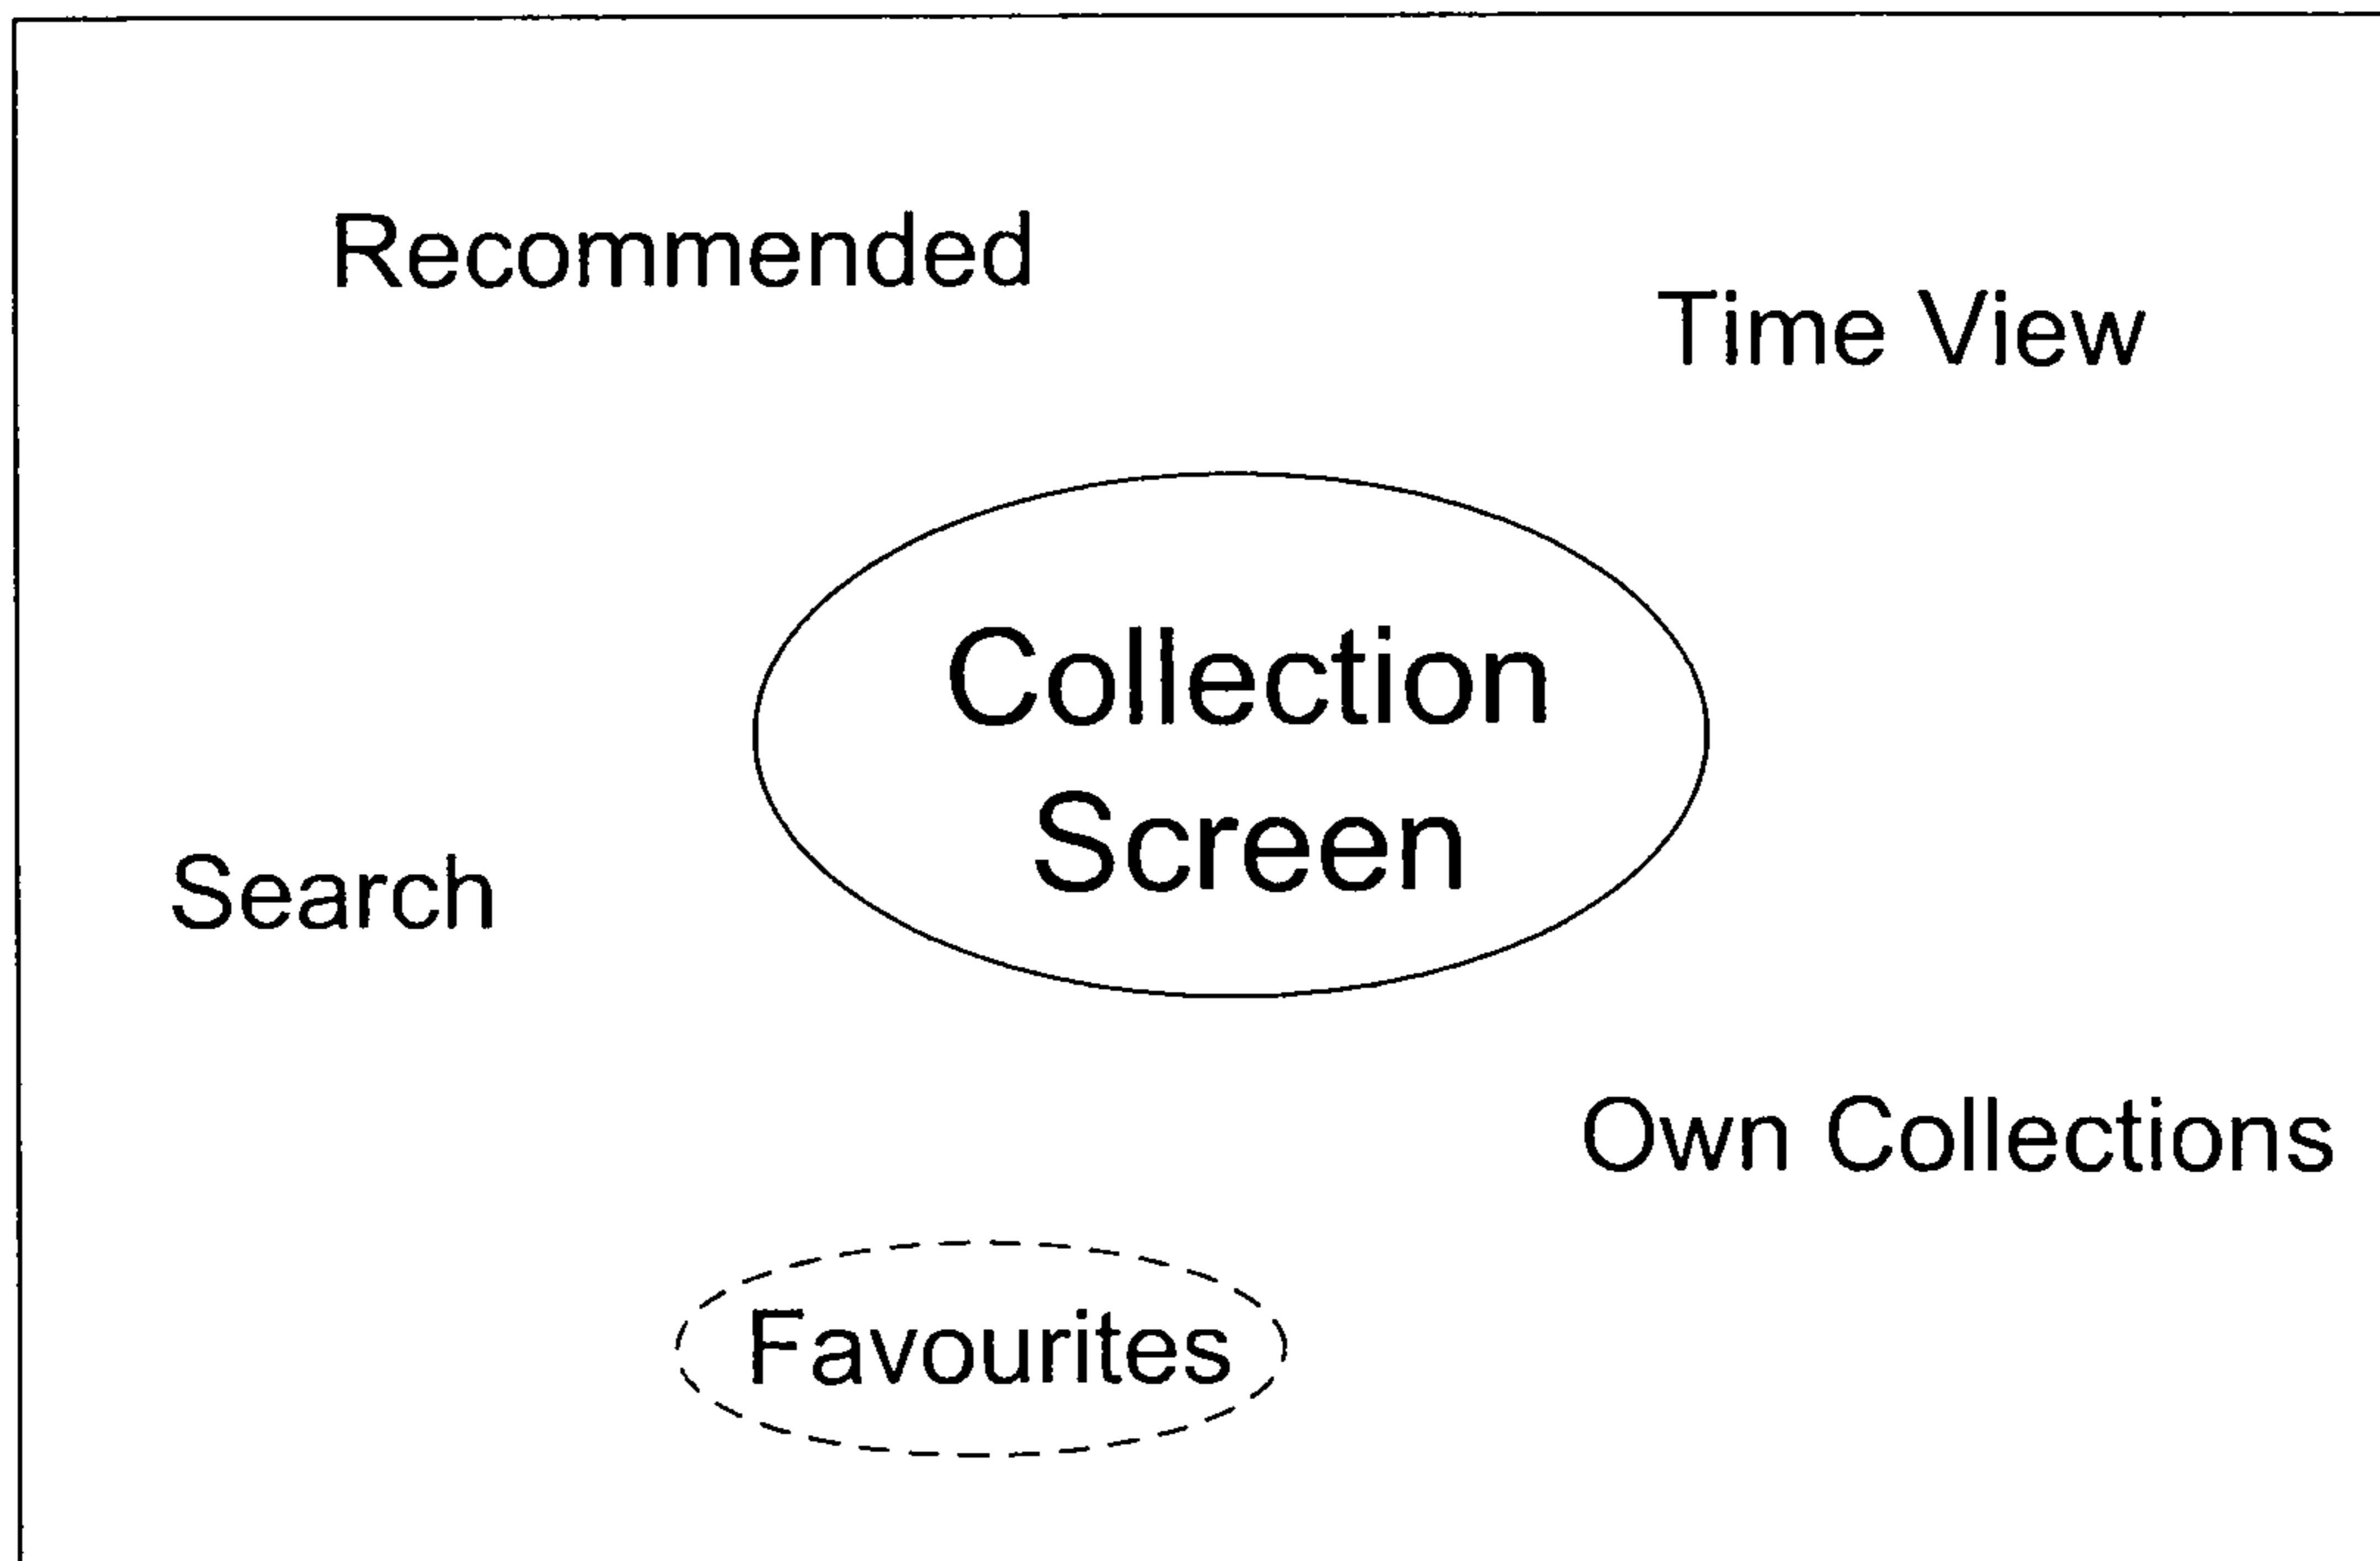 Recommended
Time View
Collection
Screen
Search
Own Collections
Favourites